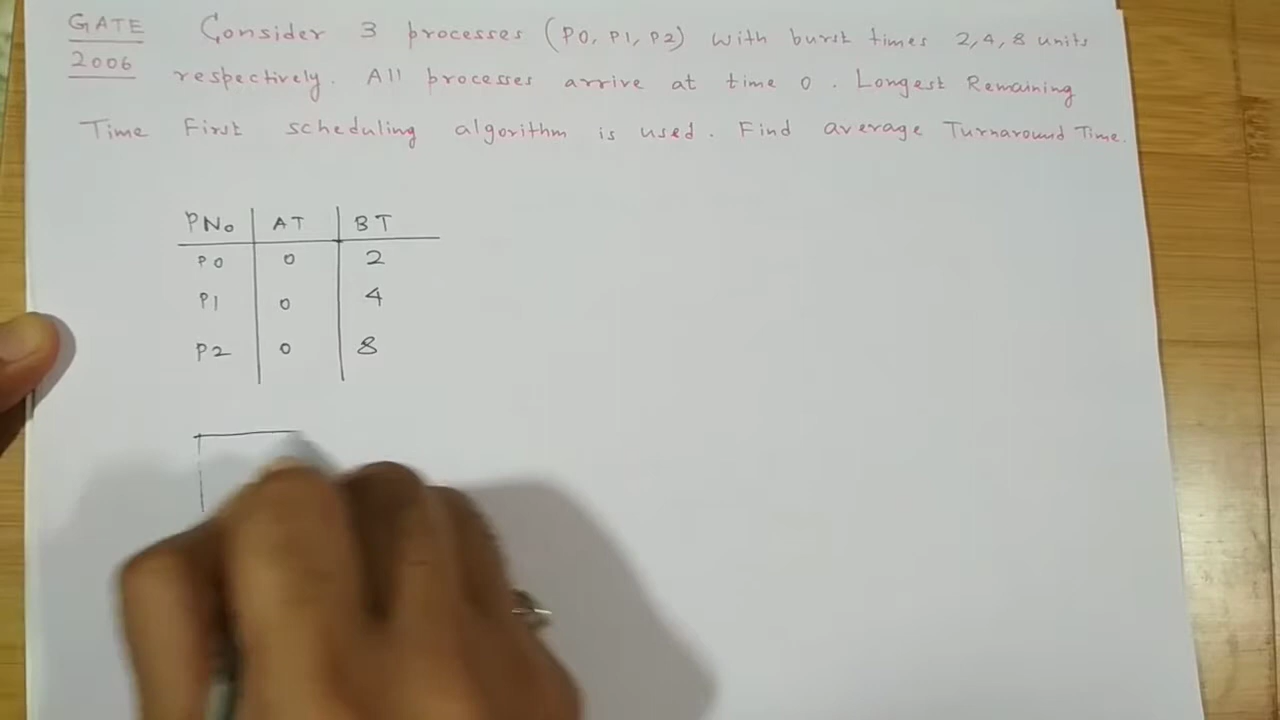 GATE Consider 3 processes (P0, P1, P2) with burst times 2, 4, 8 units
2006 respectively. All processes arrive at time 0. Longest Remaining
Time First scheduling algorithm is used. Find average Turnaround Time.
PNo AT BT
P0 0 2
P1 0 4
P2 0 8